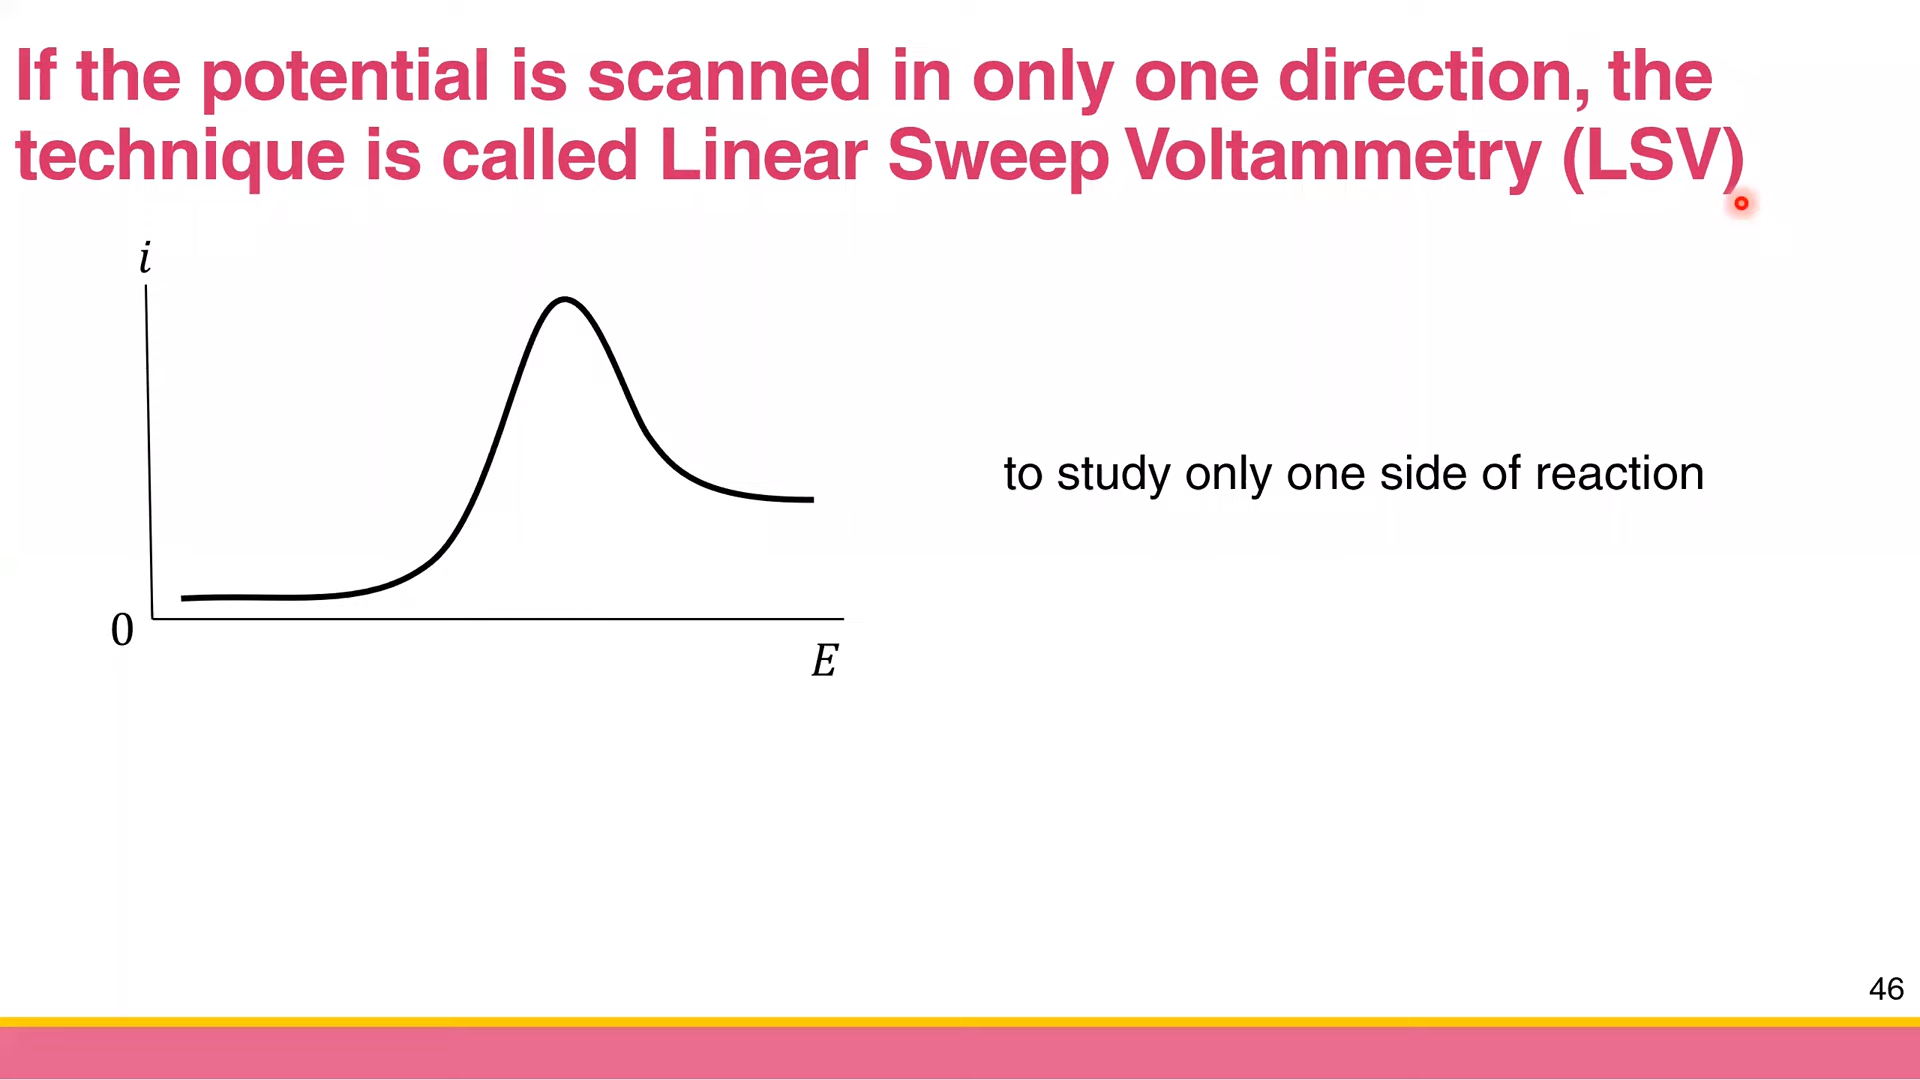 If the potential is scanned in only one direction, the
technique is called Linear Sweep Voltammetry (LSV)
i
to study only one side of reaction
0
E
46